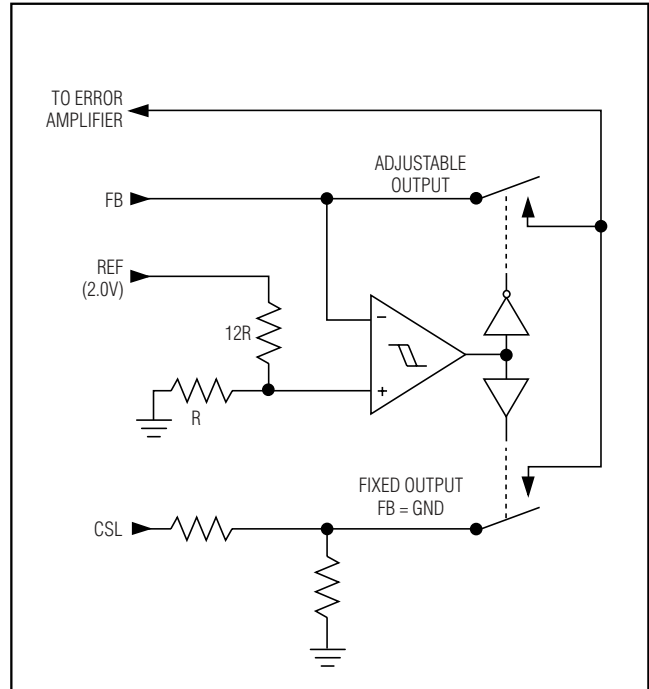 TO ERROR
AMPLIFIER
ADJUSTABLE
OUTPUT
FB
REF
(2.0V)
12R
−
+
R
FIXED OUTPUT
FB = GND
CSL